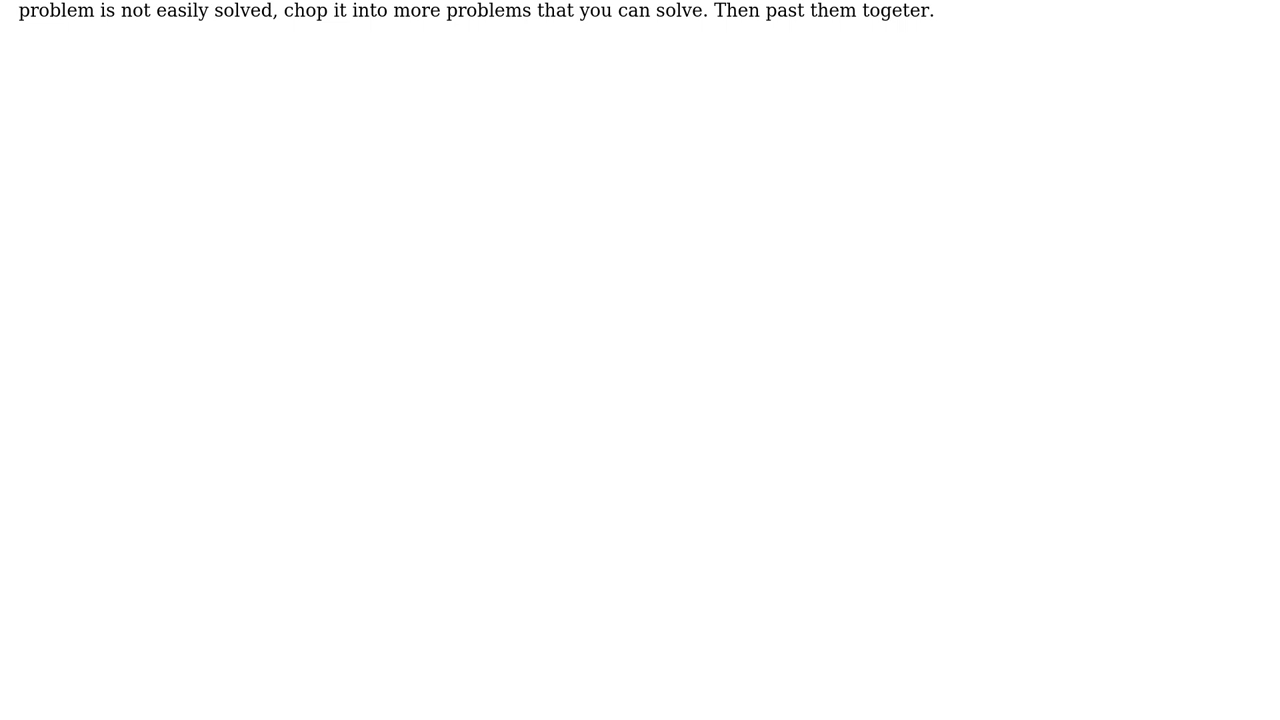 problem is not easily solved, chop it into more problems that you can solve. Then past them togeter.